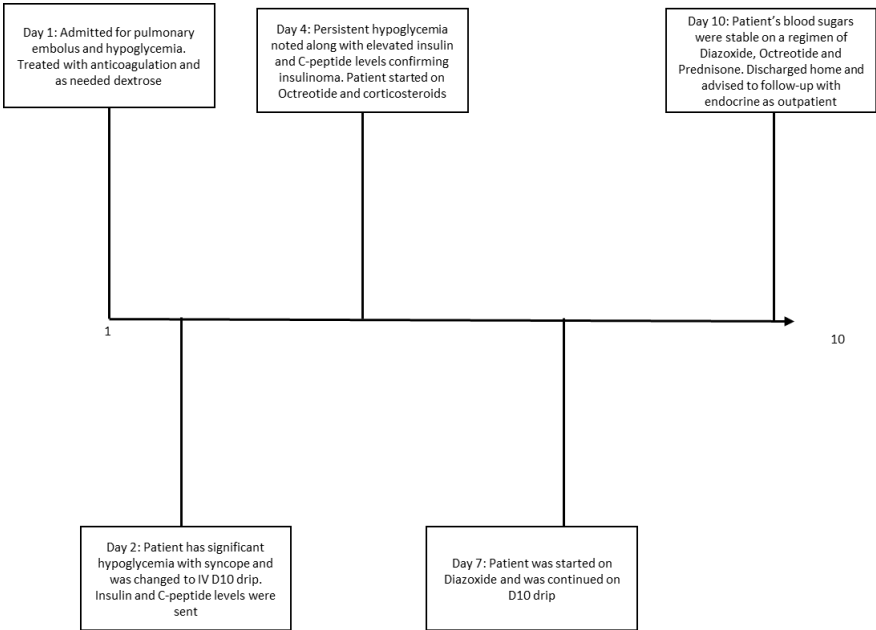 Day 1: Admitted for pulmonary
embolus and hypoglycemia.
Treated with anticoagulation and
as needed dextrose
Day 4: Persistent hypoglycemia
noted along with elevated insulin
and C-peptide levels confirming
insulinoma. Patient started on
Octreotide and corticosteroids
Day 10: Patient’s blood sugars
were stable on a regimen of
Diazoxide, Octreotide and
Prednisone. Discharged home and
advised to follow-up with
endocrine as outpatient
1
10
Day 2: Patient has significant
hypoglycemia with syncope and
was changed to IV D10 drip.
Insulin and C-peptide levels were
sent
Day 7: Patient was started on
Diazoxide and was continued on
D10 drip